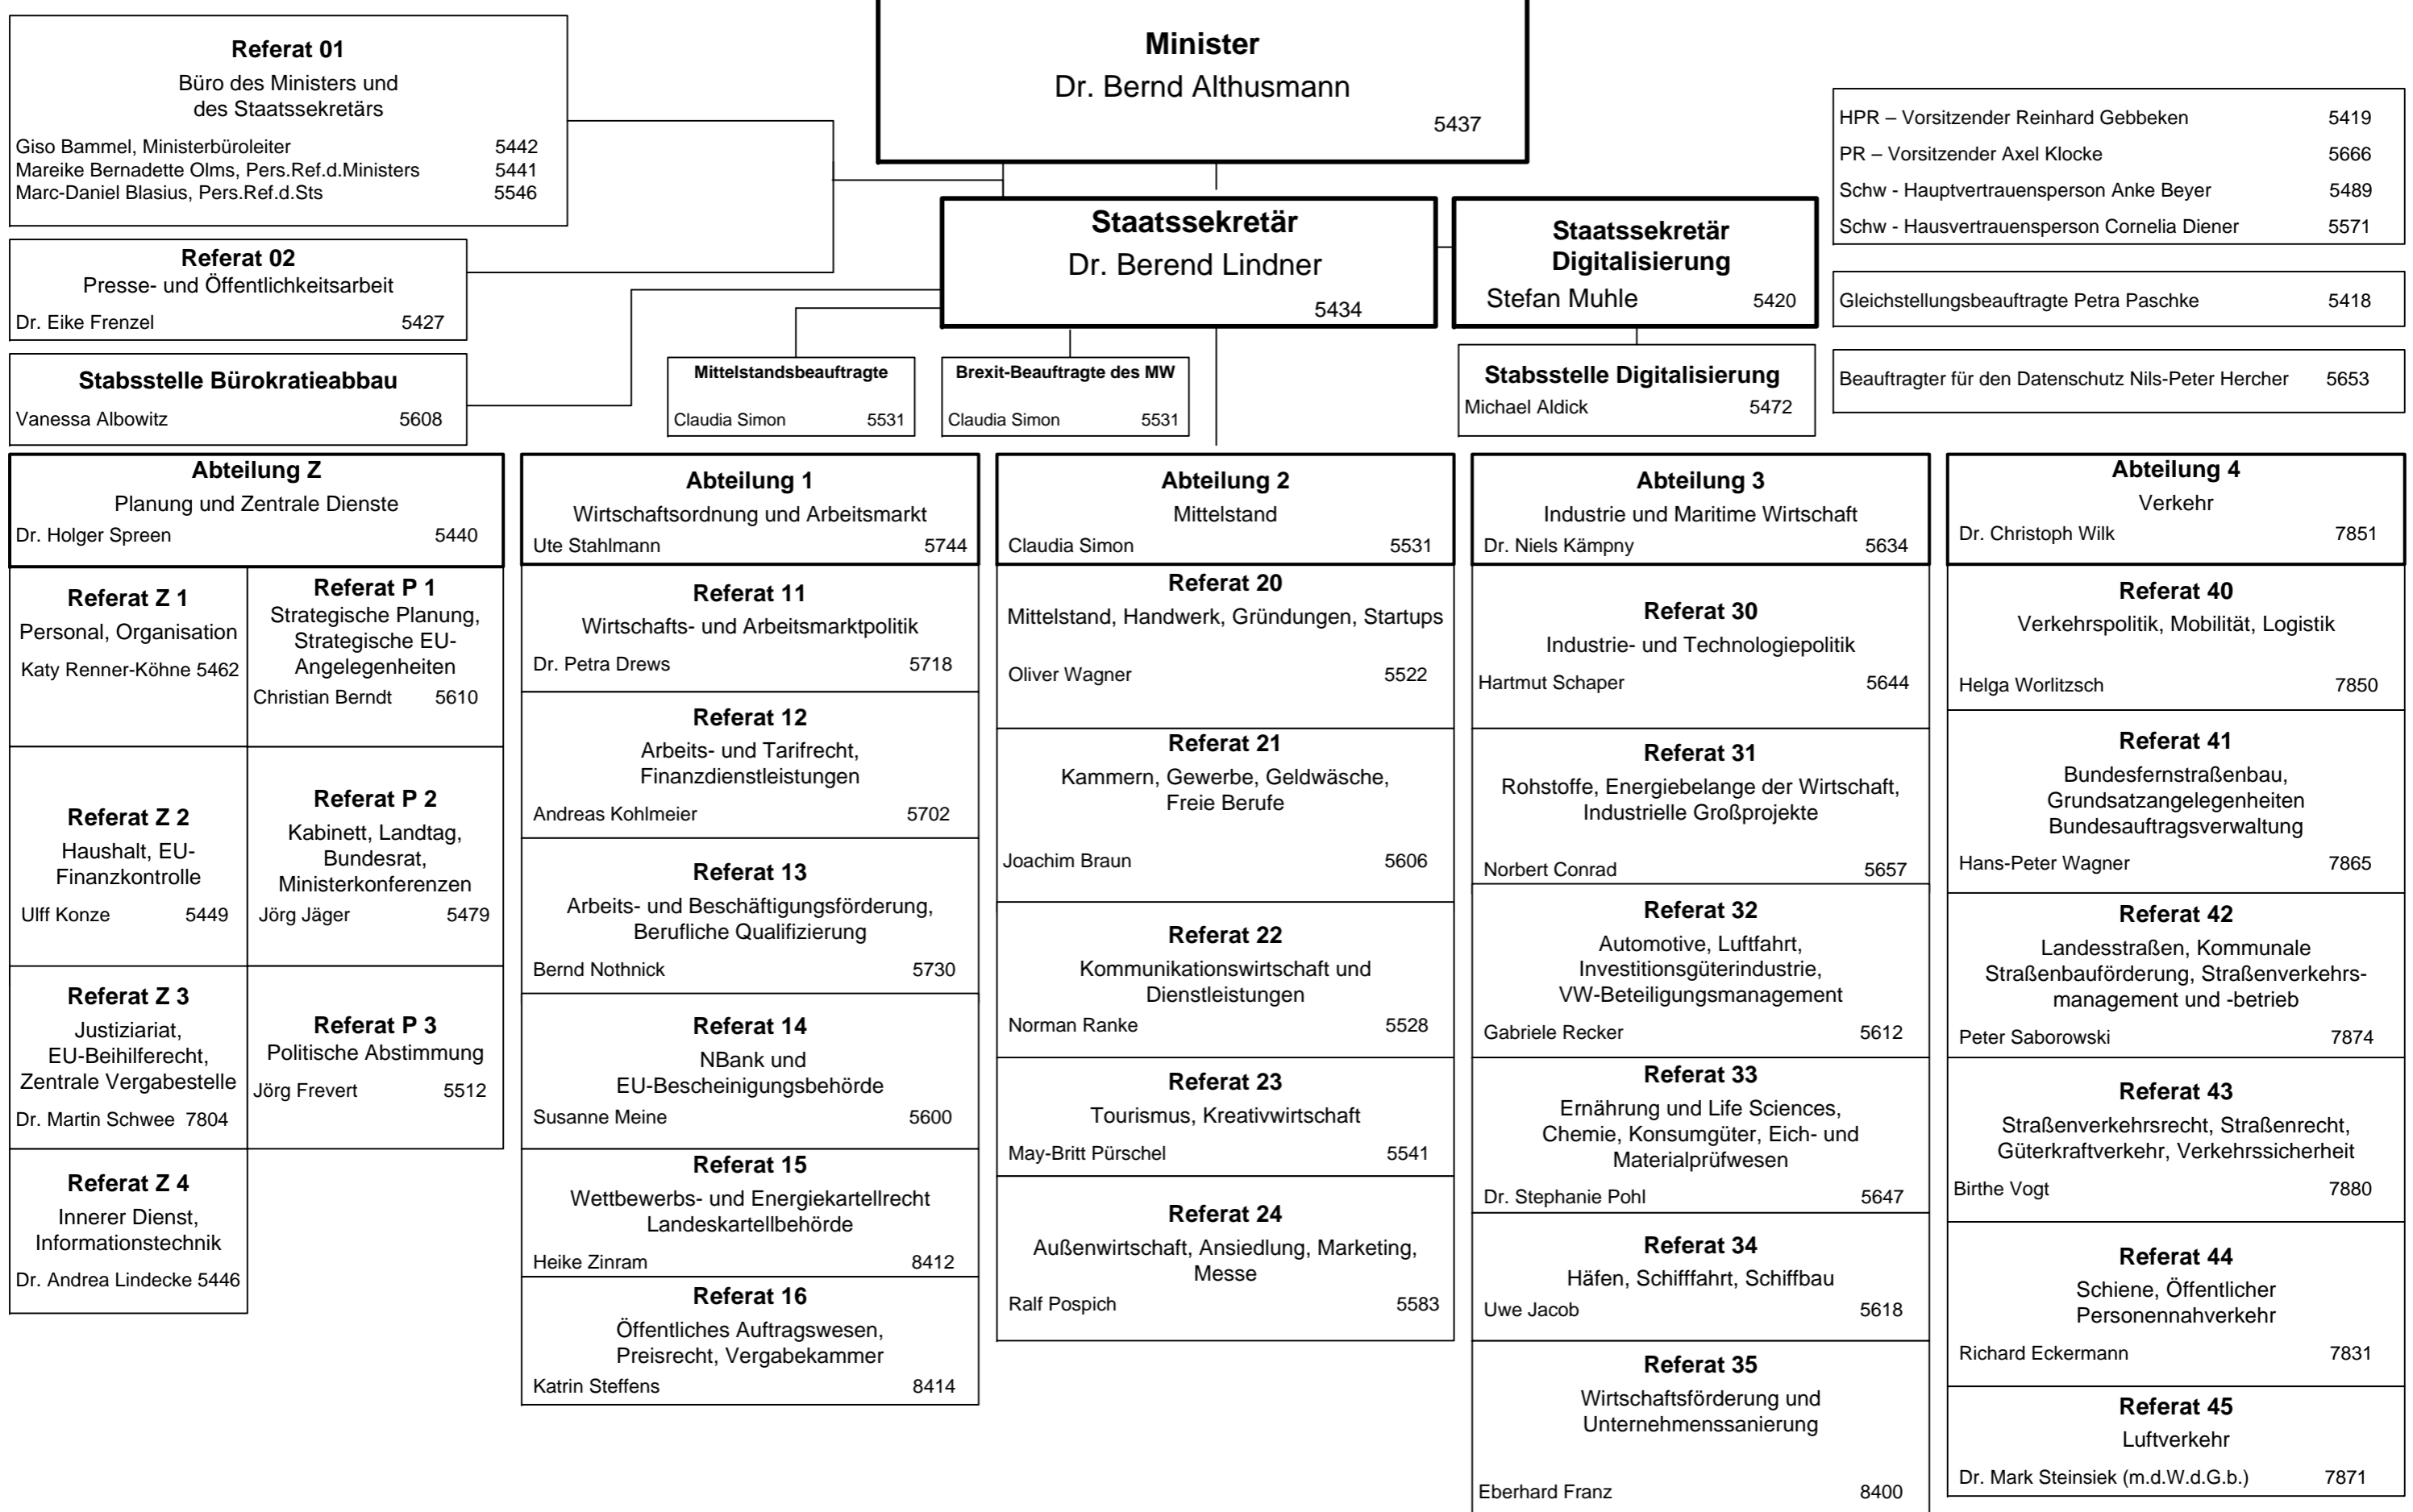 Minister
Dr. Bernd Althusmann
5437
Referat 01
Büro des Ministers und
des Staatssekretärs
Giso Bammel, Ministerbüroleiter 5442
Mareike Bernadette Olms, Pers.Ref.d.Ministers 5441
Marc-Daniel Blasius, Pers.Ref.d.Sts 5546
Referat 02
Presse- und Öffentlichkeitsarbeit
Dr. Eike Frenzel 5427
Stabsstelle Bürokratieabbau
Vanessa Albowitz 5608
Staatssekretär
Dr. Berend Lindner
5434
Staatssekretär
Digitalisierung
Stefan Muhle 5420
Mittelstandsbeauftragte
Claudia Simon 5531
Brexit-Beauftragte des MW
Claudia Simon 5531
Stabsstelle Digitalisierung
Michael Aldick 5472
HPR – Vorsitzender Reinhard Gebbeken 5419
PR – Vorsitzender Axel Klocke 5666
Schw - Hauptvertrauensperson Anke Beyer 5489
Schw - Hausvertrauensperson Cornelia Diener 5571
Gleichstellungsbeauftragte Petra Paschke 5418
Beauftragter für den Datenschutz Nils-Peter Hercher 5653
Abteilung Z
Planung und Zentrale Dienste
Dr. Holger Spreen 5440
Referat Z 1
Personal, Organisation
Katy Renner-Köhne 5462
Referat Z 2
Haushalt, EU-
Finanzkontrolle
Ulff Konze 5449
Referat Z 3
Justiziariat,
EU-Beihilferecht,
Zentrale Vergabestelle
Dr. Martin Schwee 7804
Referat Z 4
Innerer Dienst,
Informationstechnik
Dr. Andrea Lindecke 5446
Referat P 1
Strategische Planung,
Strategische EU-
Angelegenheiten
Christian Berndt 5610
Referat P 2
Kabinett, Landtag,
Bundesrat,
Ministerkonferenzen
Jörg Jäger 5479
Referat P 3
Politische Abstimmung
Jörg Frevert 5512
Abteilung 1
Wirtschaftsordnung und Arbeitsmarkt
Ute Stahlmann 5744
Referat 11
Wirtschafts- und Arbeitsmarktpolitik
Dr. Petra Drews 5718
Referat 12
Arbeits- und Tarifrecht,
Finanzdienstleistungen
Andreas Kohlmeier 5702
Referat 13
Arbeits- und Beschäftigungsförderung,
Berufliche Qualifizierung
Bernd Nothnick 5730
Referat 14
NBank und
EU-Bescheinigungsbehörde
Susanne Meine 5600
Referat 15
Wettbewerbs- und Energiekartellrecht
Landeskartellbehörde
Heike Zinram 8412
Referat 16
Öffentliches Auftragswesen,
Preisrecht, Vergabekammer
Katrin Steffens 8414
Abteilung 2
Mittelstand
Claudia Simon 5531
Referat 20
Mittelstand, Handwerk, Gründungen, Startups
Oliver Wagner 5522
Referat 21
Kammern, Gewerbe, Geldwäsche,
Freie Berufe
Joachim Braun 5606
Referat 22
Kommunikationswirtschaft und
Dienstleistungen
Norman Ranke 5528
Referat 23
Tourismus, Kreativwirtschaft
May-Britt Pürschel 5541
Referat 24
Außenwirtschaft, Ansiedlung, Marketing,
Messe
Ralf Pospich 5583
Abteilung 3
Industrie und Maritime Wirtschaft
Dr. Niels Kämpny 5634
Referat 30
Industrie- und Technologiepolitik
Hartmut Schaper 5644
Referat 31
Rohstoffe, Energiebelange der Wirtschaft,
Industrielle Großprojekte
Norbert Conrad 5657
Referat 32
Automotive, Luftfahrt,
Investitionsgüterindustrie,
VW-Beteiligungsmanagement
Gabriele Recker 5612
Referat 33
Ernährung und Life Sciences,
Chemie, Konsumgüter, Eich- und
Materialprüfwesen
Dr. Stephanie Pohl 5647
Referat 34
Häfen, Schifffahrt, Schiffbau
Uwe Jacob 5618
Referat 35
Wirtschaftsförderung und
Unternehmenssanierung
Eberhard Franz 8400
Abteilung 4
Verkehr
Dr. Christoph Wilk 7851
Referat 40
Verkehrspolitik, Mobilität, Logistik
Helga Worlitzsch 7850
Referat 41
Bundesfernstraßenbau,
Grundsatzangelegenheiten
Bundesauftragsverwaltung
Hans-Peter Wagner 7865
Referat 42
Landesstraßen, Kommunale
Straßenbauförderung, Straßenverkehrs-
management und -betrieb
Peter Saborowski 7874
Referat 43
Straßenverkehrsrecht, Straßenrecht,
Güterkraftverkehr, Verkehrssicherheit
Birthe Vogt 7880
Referat 44
Schiene, Öffentlicher
Personennahverkehr
Richard Eckermann 7831
Referat 45
Luftverkehr
Dr. Mark Steinsiek (m.d.W.d.G.b.) 7871